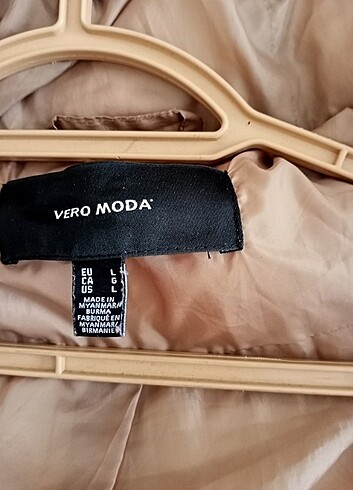 VERO MODA
EU L
CA G
US L
MADE IN
MYANMAR/
BURMA
FABRIQUÉ EN
MYANMAR/
BIRMANIE